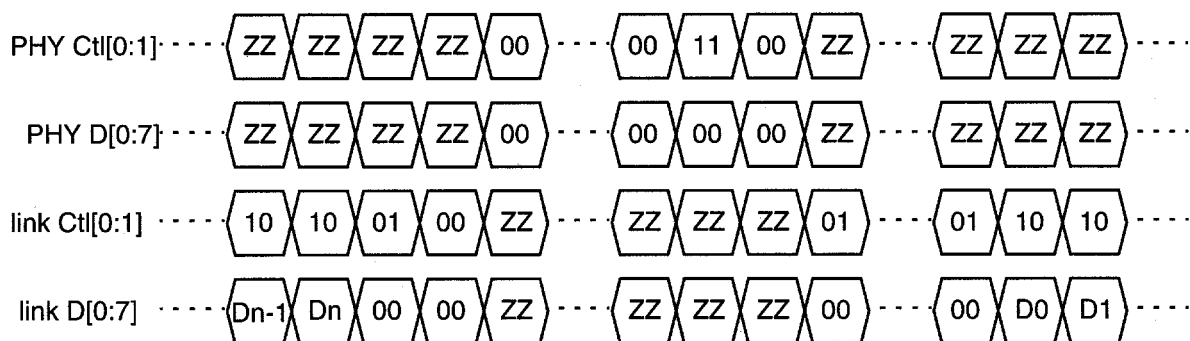 PHY Ctl[0:1] ZZ ZZ ZZ ZZ 00 00 11 00 ZZ ZZ ZZ ZZ
PHY D[0:7] ZZ ZZ ZZ ZZ 00 00 00 00 ZZ ZZ ZZ ZZ
link Ctl[0:1] 10 10 01 00 ZZ ZZ ZZ ZZ 01 01 10 10
link D[0:7] Dn-1 Dn 00 00 ZZ ZZ ZZ ZZ 00 00 D0 D1